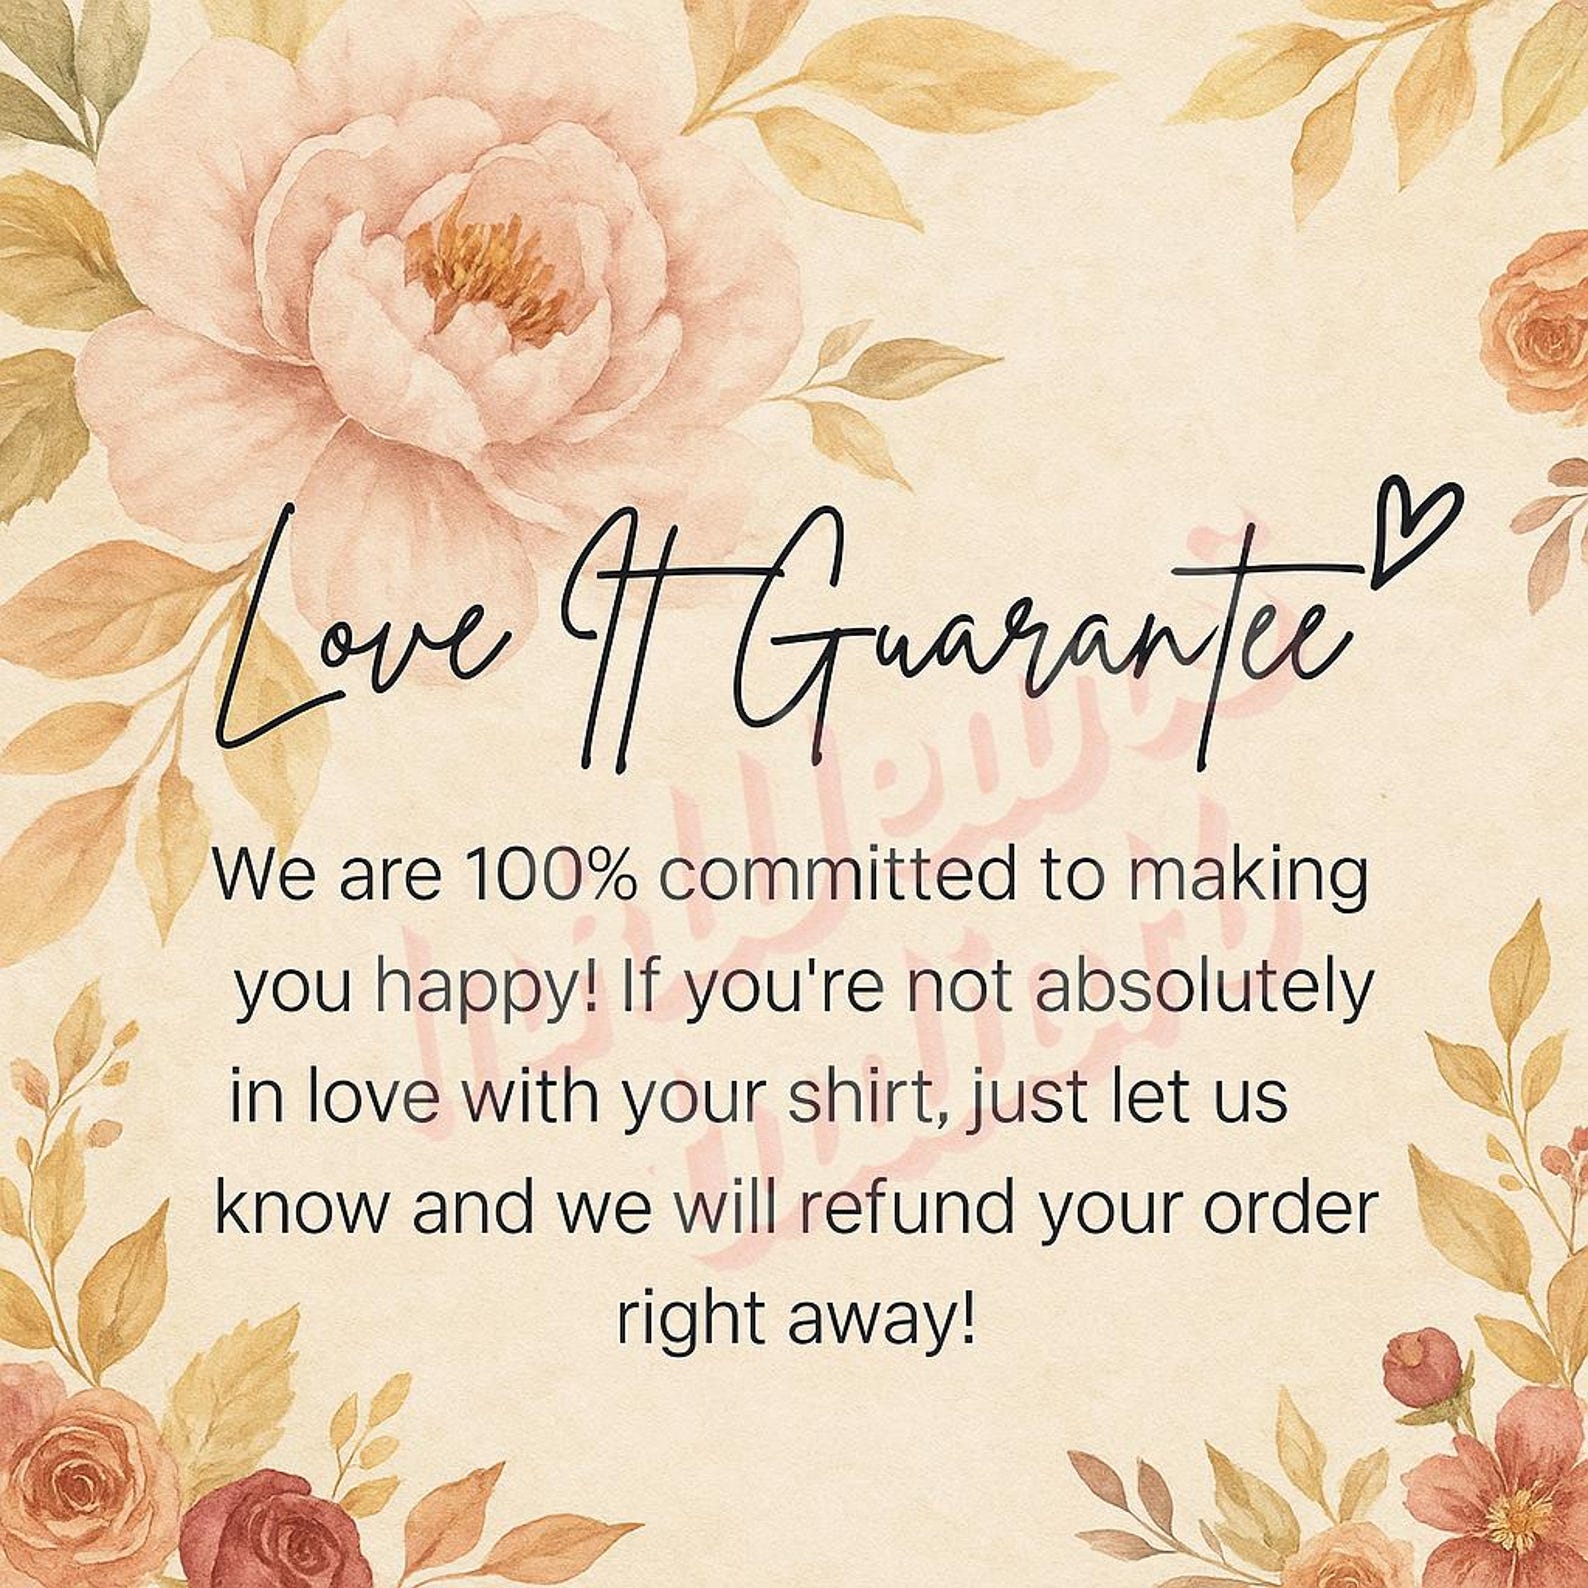 Love It Guarantee
We are 100% committed to making
you happy! If you're not absolutely
in love with your shirt, just let us
know and we will refund your order
right away!